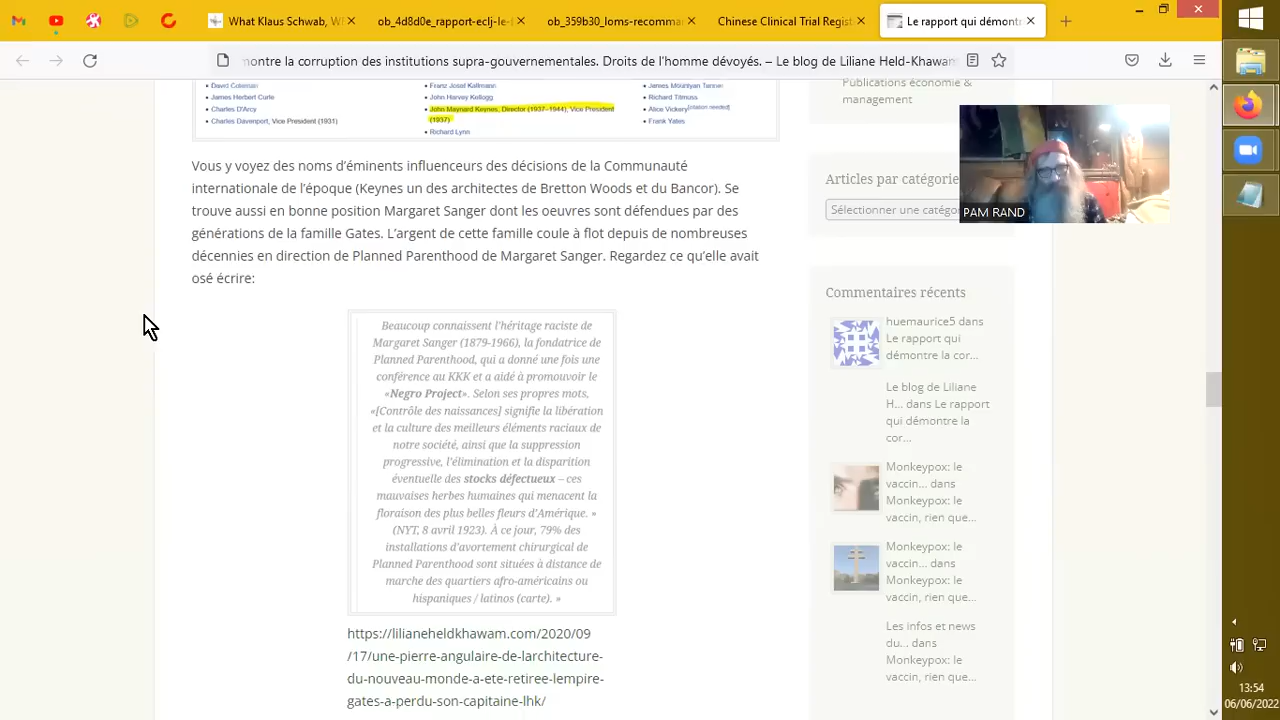 What Klaus Schwab, W
ob_4d8d0e_rapport-eclj-le-
ob_359b30_loms-recomma
Chinese Clinical Trial Regist
Le rapport qui démontr
ontre la corruption des institutions supra-gouvernementales. Droits de l'homme dévoyés. – Le blog de Liliane Held-Khawam
David Coleman
James Herbert Curle
Charles D'Arcy
Charles Davenport, Vice President (1931)
Franz Josef Kallmann
John Harvey Kellogg
John Maynard Keynes, Director (1937–1944), Vice President
(1937)
Richard Lynn
James Mountjan Tanner
Richard Titmuss
Alice Vickery[citation needed]
Frank Yates
Publications économie &
management
Vous y voyez des noms d'éminents influenceurs des décisions de la Communauté
internationale de l'époque (Keynes un des architectes de Bretton Woods et du Bancor). Se
trouve aussi en bonne position Margaret Sanger dont les oeuvres sont défendues par des
générations de la famille Gates. L'argent de cette famille coule à flot depuis de nombreuses
décennies en direction de Planned Parenthood de Margaret Sanger. Regardez ce qu'elle avait
osé écrire:
Beaucoup connaissent l'héritage raciste de
Margaret Sanger (1879-1966), la fondatrice de
Planned Parenthood, qui a donné une fois une
conférence au KKK et a aidé à promouvoir le
«Negro Project». Selon ses propres mots,
«[Contrôle des naissances] signifie la libération
et la culture des meilleurs éléments raciaux de
notre société, ainsi que la suppression
progressive, l'élimination et la disparition
éventuelle des stocks défectueux – ces
mauvaises herbes humaines qui menacent la
floraison des plus belles fleurs d'Amérique. »
(NYT, 8 avril 1923). À ce jour, 79% des
installations d'avortement chirurgical de
Planned Parenthood sont situées à distance de
marche des quartiers afro-américains ou
hispaniques / latinos (carte). »
https://lilianeheldkhawam.com/2020/09
/17/une-pierre-angulaire-de-larchitecture-
du-nouveau-monde-a-ete-retiree-lempire-
gates-a-perdu-son-capitaine-lhk/
Articles par catégorie
Sélectionner une catégo
PAM RAND
Commentaires récents
huemaurice5 dans
Le rapport qui
démontre la cor…
Le blog de Liliane
H… dans Le rapport
qui démontre la
cor…
Monkeypox: le
vaccin… dans
Monkeypox: le
vaccin, rien que…
Monkeypox: le
vaccin… dans
Monkeypox: le
vaccin, rien que…
Les infos et news
du… dans
Monkeypox: le
vaccin, rien que…
13:54
06/06/2022